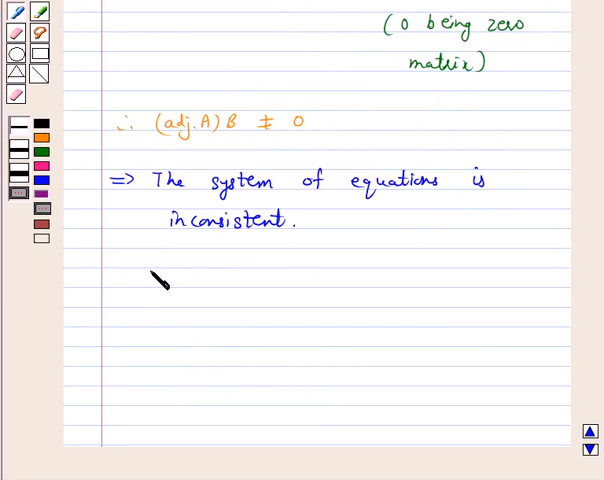 (0 being zero
matrix)
∴ (adj.A)B ≠ 0
=> The system of equations is
inconsistent.